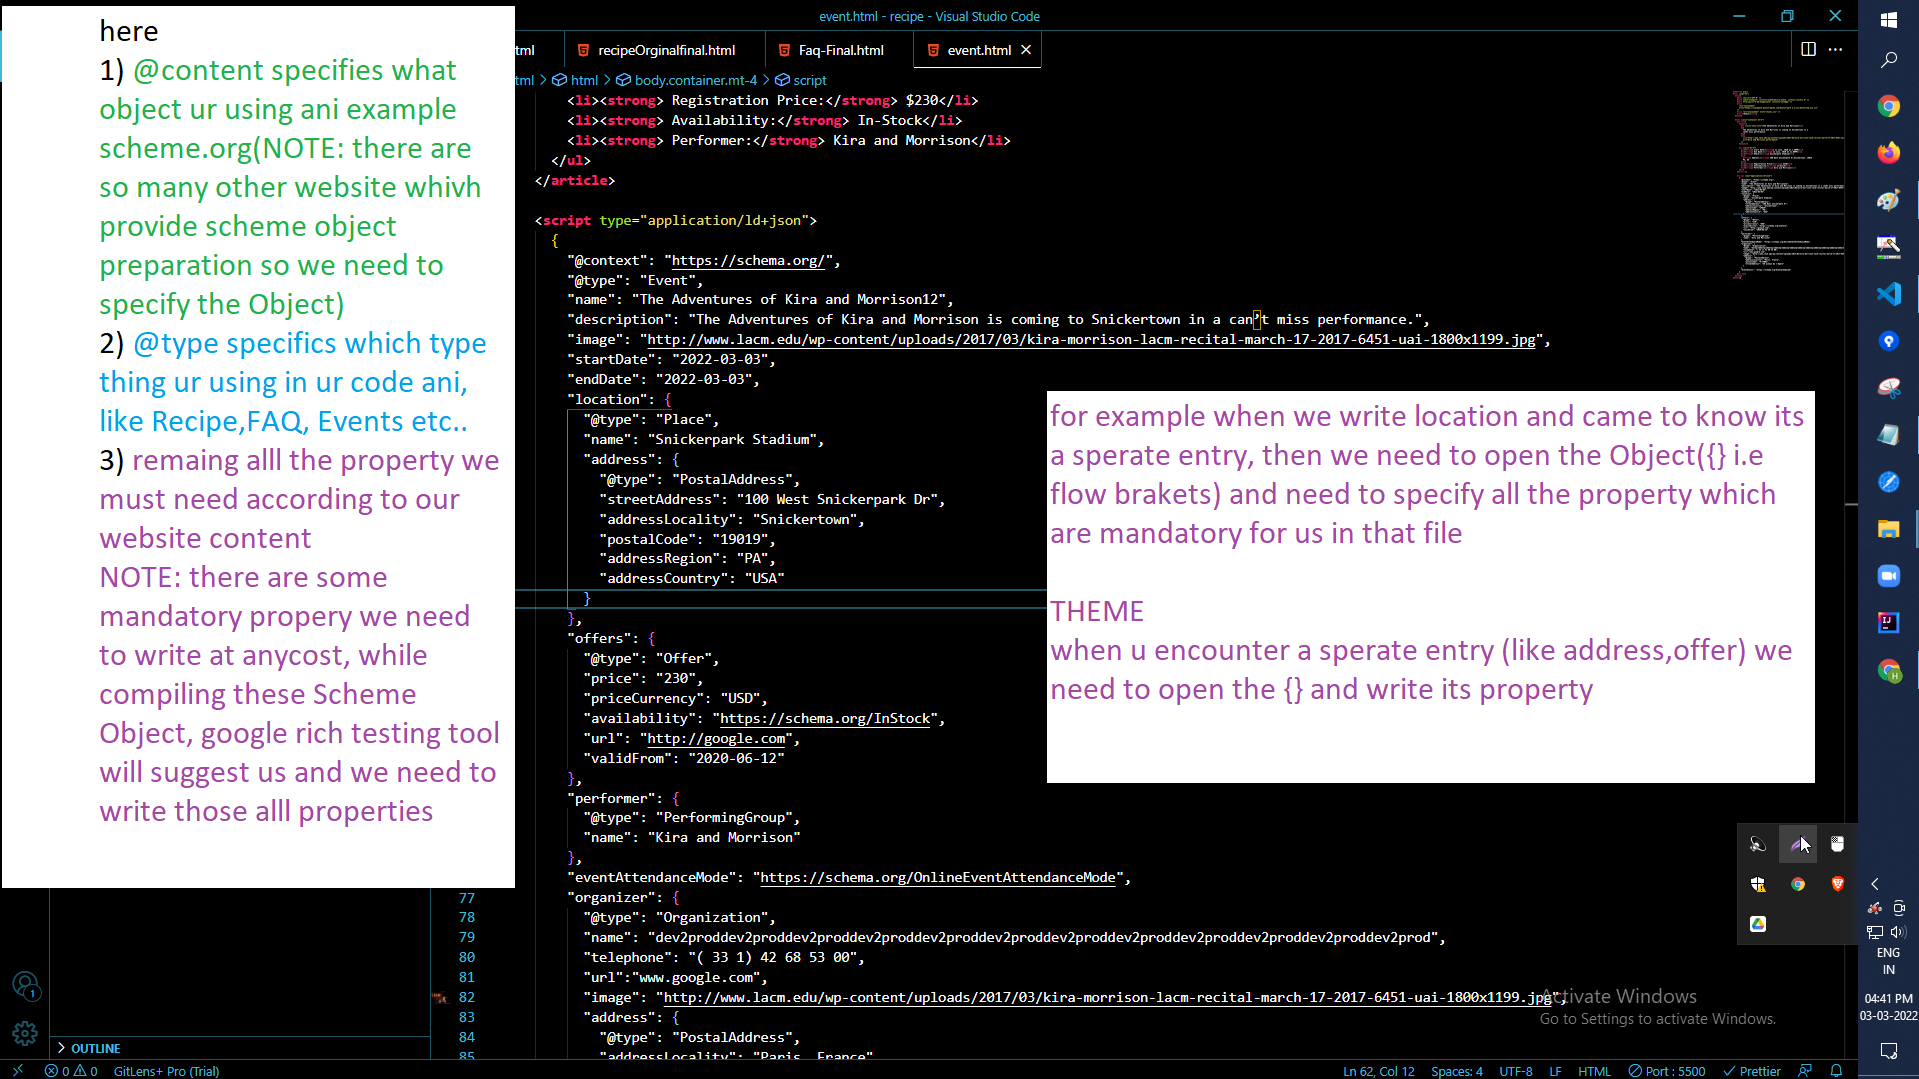 event.html - recipe - Visual Studio Code
tml
recipeOrginalfinal.html
Faq-Final.html
event.html
tml > html > body.container.mt-4 > script
here
1) @content specifies what
object ur using ani example
scheme.org(NOTE: there are
so many other website whivh
provide scheme object
preparation so we need to
specify the Object)
2) @type specifics which type
thing ur using in ur code ani,
like Recipe,FAQ, Events etc..
3) remaing alll the property we
must need according to our
website content
NOTE: there are some
mandatory propery we need
to write at anycost, while
compiling these Scheme
Object, google rich testing tool
will suggest us and we need to
write those alll properties
<li><strong> Registration Price:</strong> $230</li>
<li><strong> Availability:</strong> In-Stock</li>
<li><strong> Performer:</strong> Kira and Morrison</li>
</ul>
</article>
<script type="application/ld+json">
{
"@context": "https://schema.org/",
"@type": "Event",
"name": "The Adventures of Kira and Morrison12",
"description": "The Adventures of Kira and Morrison is coming to Snickertown in a can’t miss performance.",
"image": "http://www.lacm.edu/wp-content/uploads/2017/03/kira-morrison-lacm-recital-march-17-2017-6451-uai-1800x1199.jpg",
"startDate": "2022-03-03",
"endDate": "2022-03-03",
"location": {
"@type": "Place",
"name": "Snickerpark Stadium",
"address": {
"@type": "PostalAddress",
"streetAddress": "100 West Snickerpark Dr",
"addressLocality": "Snickertown",
"postalCode": "19019",
"addressRegion": "PA",
"addressCountry": "USA"
}
},
"offers": {
"@type": "Offer",
"price": "230",
"priceCurrency": "USD",
"availability": "https://schema.org/InStock",
"url": "http://google.com",
"validFrom": "2020-06-12"
},
"performer": {
"@type": "PerformingGroup",
"name": "Kira and Morrison"
},
"eventAttendanceMode": "https://schema.org/OnlineEventAttendanceMode",
77 "organizer": {
78 "@type": "Organization",
79 "name": "dev2proddev2proddev2proddev2proddev2proddev2proddev2proddev2proddev2proddev2proddev2proddev2prod",
80 "telephone": "( 33 1) 42 68 53 00",
81 "url":"www.google.com",
82 "image": "http://www.lacm.edu/wp-content/uploads/2017/03/kira-morrison-lacm-recital-march-17-2017-6451-uai-1800x1199.jpg",
83 "address": {
84 "@type": "PostalAddress",
85 "addressLocality": "Paris, France"
for example when we write location and came to know its
a sperate entry, then we need to open the Object({} i.e
flow brakets) and need to specify all the property which
are mandatory for us in that file
THEME
when u encounter a sperate entry (like address,offer) we
need to open the {} and write its property
Activate Windows
Go to Settings to activate Windows.
ENG
IN
04:41 PM
03-03-2022
1
OUTLINE
0 0 GitLens+ Pro (Trial)
Ln 62, Col 12 Spaces: 4 UTF-8 LF HTML Port : 5500 Prettier